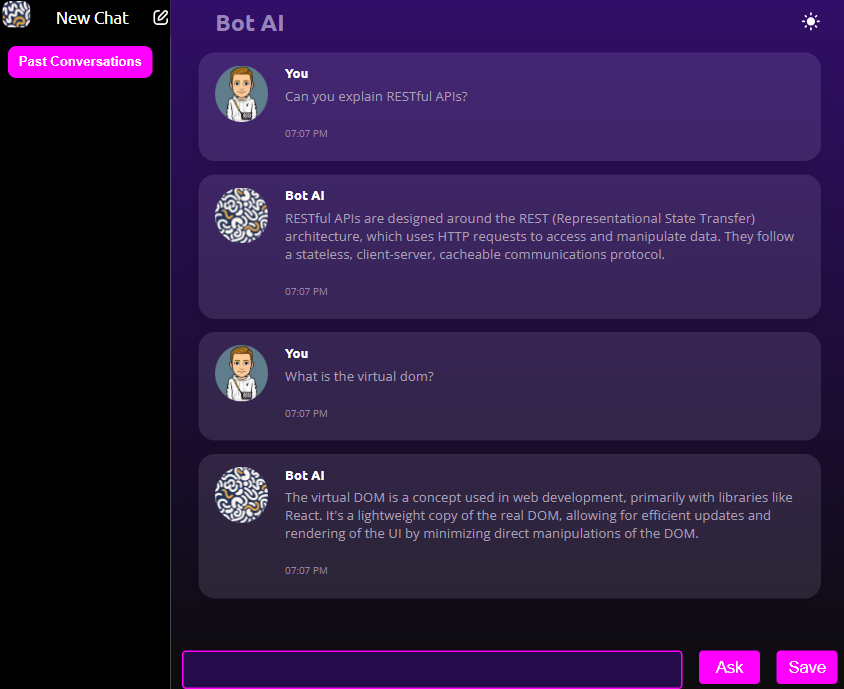 New Chat
Past Conversations
Bot AI
You
Can you explain RESTful APIs?
07:07 PM
Bot AI
RESTful APIs are designed around the REST (Representational State Transfer)
architecture, which uses HTTP requests to access and manipulate data. They follow
a stateless, client-server, cacheable communications protocol.
07:07 PM
You
What is the virtual dom?
07:07 PM
Bot AI
The virtual DOM is a concept used in web development, primarily with libraries like
React. It's a lightweight copy of the real DOM, allowing for efficient updates and
rendering of the UI by minimizing direct manipulations of the DOM.
07:07 PM
Ask
Save